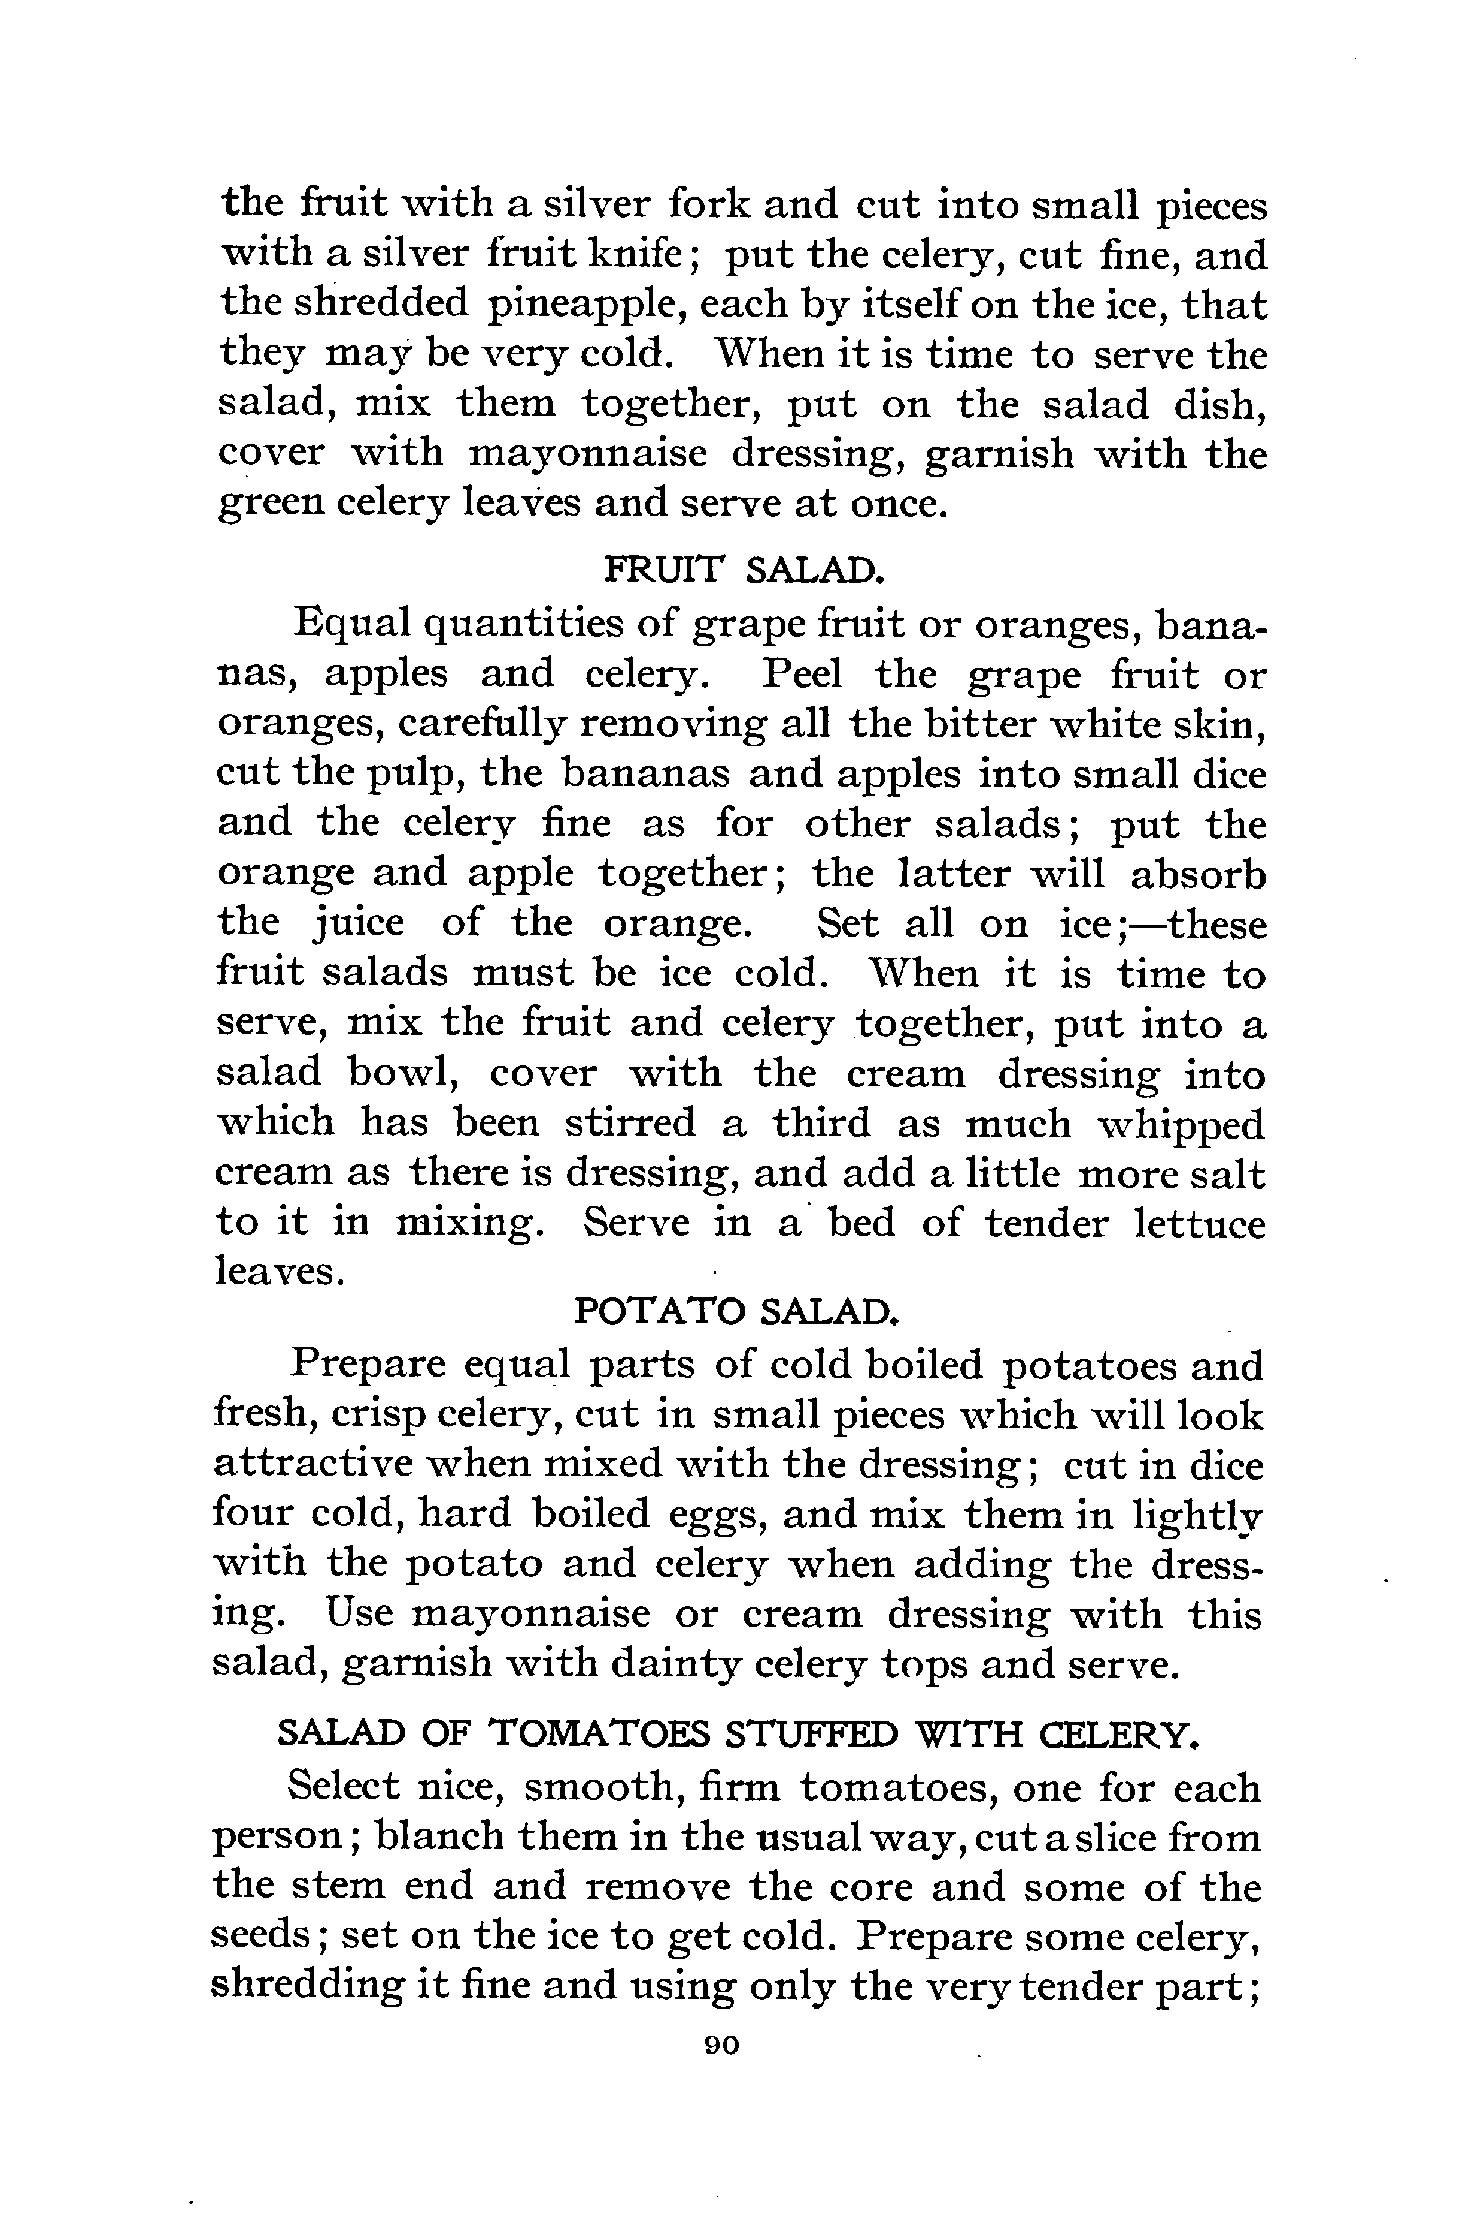 the fruit with a silver fork and cut into small pieces
with a silver fruit knife; put the celery, cut fine, and
the shredded pineapple, each by itself on the ice, that
they may be very cold. When it is time to serve the
salad, mix them together, put on the salad dish,
cover with mayonnaise dressing, garnish with the
green celery leaves and serve at once.
FRUIT SALAD.
Equal quantities of grape fruit or oranges, bana-
nas, apples and celery. Peel the grape fruit or
oranges, carefully removing all the bitter white skin,
cut the pulp, the bananas and apples into small dice
and the celery fine as for other salads; put the
orange and apple together; the latter will absorb
the juice of the orange. Set all on ice;—these
fruit salads must be ice cold. When it is time to
serve, mix the fruit and celery together, put into a
salad bowl, cover with the cream dressing into
which has been stirred a third as much whipped
cream as there is dressing, and add a little more salt
to it in mixing. Serve in a bed of tender lettuce
leaves.
POTATO SALAD.
Prepare equal parts of cold boiled potatoes and
fresh, crisp celery, cut in small pieces which will look
attractive when mixed with the dressing; cut in dice
four cold, hard boiled eggs, and mix them in lightly
with the potato and celery when adding the dress-
ing. Use mayonnaise or cream dressing with this
salad, garnish with dainty celery tops and serve.
SALAD OF TOMATOES STUFFED WITH CELERY.
Select nice, smooth, firm tomatoes, one for each
person; blanch them in the usual way, cut a slice from
the stem end and remove the core and some of the
seeds; set on the ice to get cold. Prepare some celery,
shredding it fine and using only the very tender part;
90